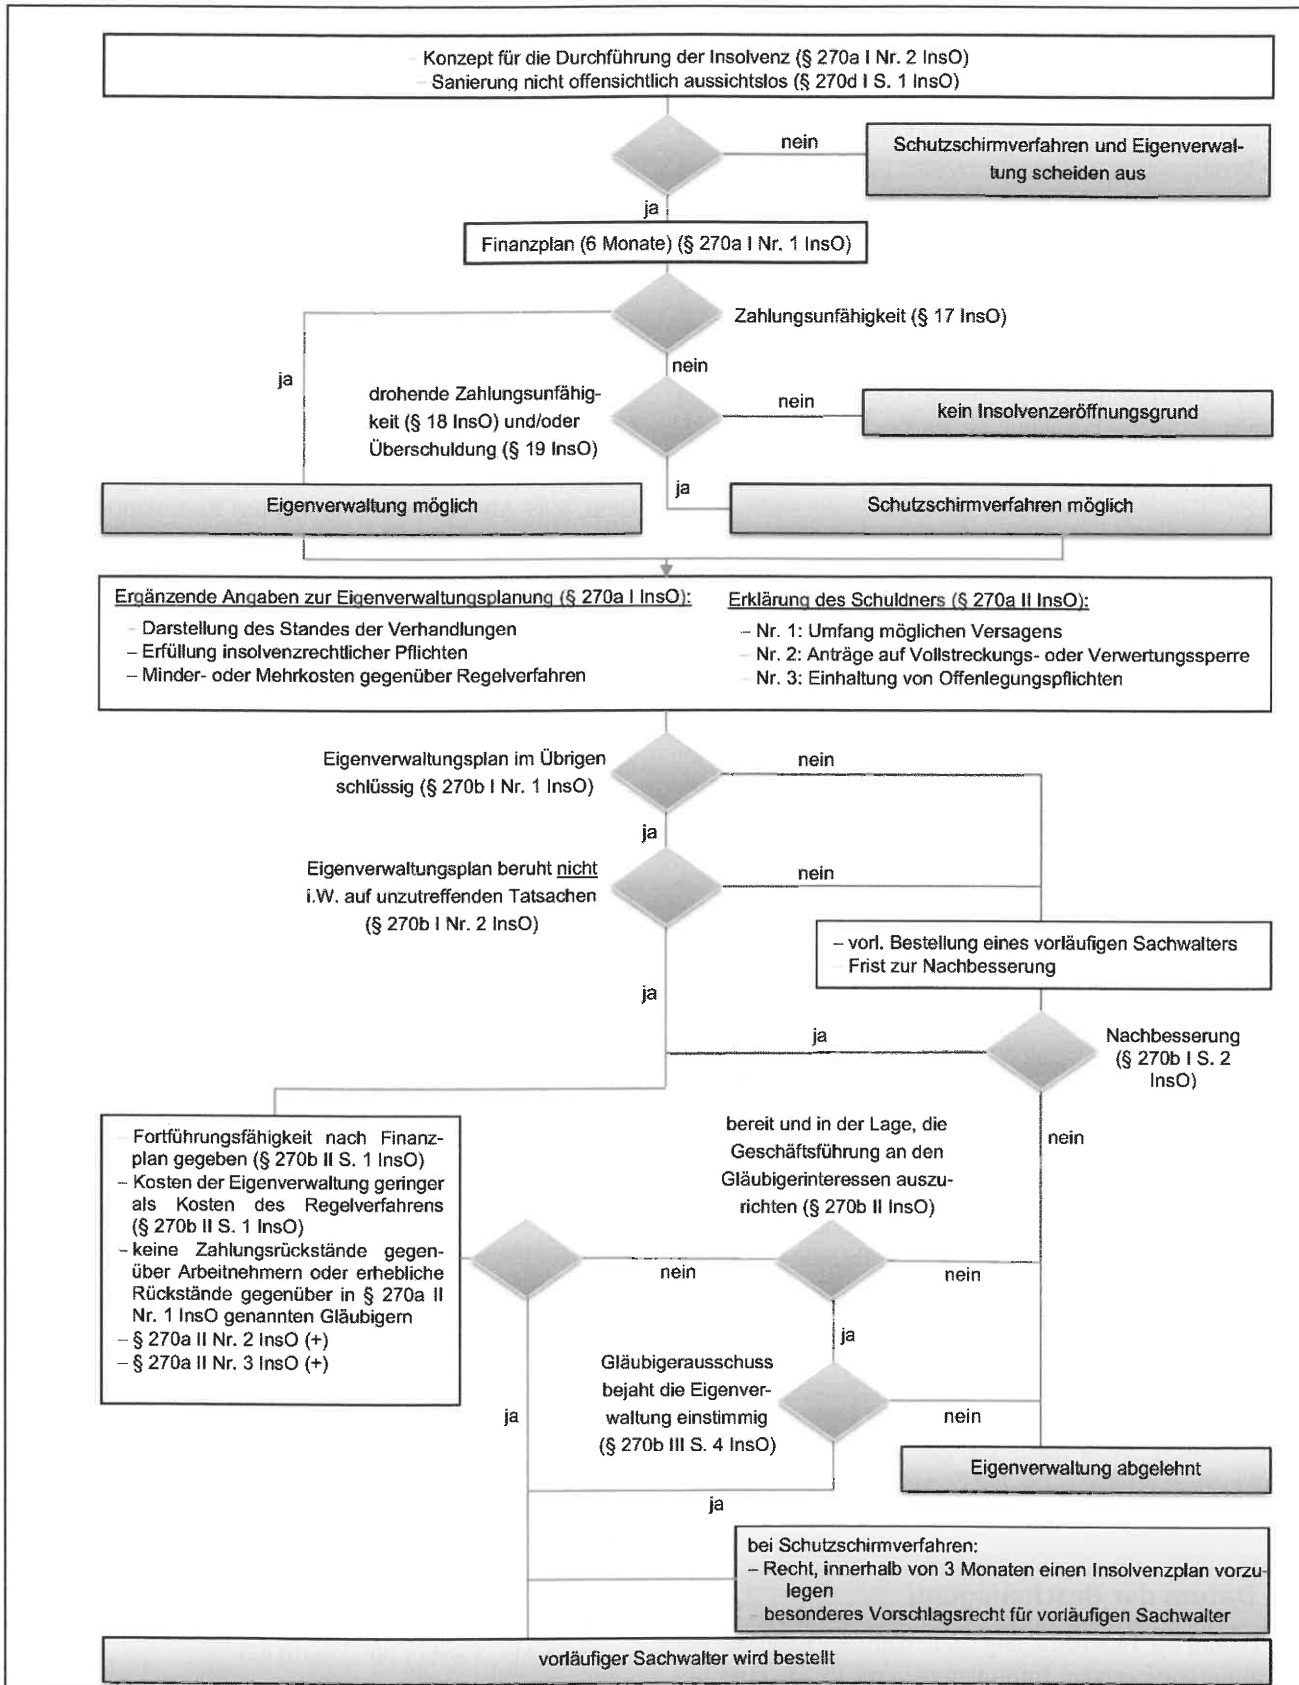 – Konzept für die Durchführung der Insolvenz (§ 270a I Nr. 2 InsO)
– Sanierung nicht offensichtlich aussichtslos (§ 270d I S. 1 InsO)
nein
Schutzschirmverfahren und Eigenverwal-
tung scheiden aus
ja
Finanzplan (6 Monate) (§ 270a I Nr. 1 InsO)
Zahlungsunfähigkeit (§ 17 InsO)
nein
ja
drohende Zahlungsunfähig-
keit (§ 18 InsO) und/oder
Überschuldung (§ 19 InsO)
nein
kein Insolvenzeröffnungsgrund
ja
Eigenverwaltung möglich
Schutzschirmverfahren möglich
Ergänzende Angaben zur Eigenverwaltungsplanung (§ 270a I InsO):
– Darstellung des Standes der Verhandlungen
– Erfüllung insolvenzrechtlicher Pflichten
– Minder- oder Mehrkosten gegenüber Regelverfahren
Erklärung des Schuldners (§ 270a II InsO):
– Nr. 1: Umfang möglichen Versagens
– Nr. 2: Anträge auf Vollstreckungs- oder Verwertungssperre
– Nr. 3: Einhaltung von Offenlegungspflichten
Eigenverwaltungsplan im Übrigen
schlüssig (§ 270b I Nr. 1 InsO)
nein
ja
Eigenverwaltungsplan beruht nicht
i.W. auf unzutreffenden Tatsachen
(§ 270b I Nr. 2 InsO)
nein
– vorl. Bestellung eines vorläufigen Sachwalters
– Frist zur Nachbesserung
ja
ja
Nachbesserung
(§ 270b I S. 2
InsO)
nein
– Fortführungsfähigkeit nach Finanz-
plan gegeben (§ 270b II S. 1 InsO)
– Kosten der Eigenverwaltung geringer
als Kosten des Regelverfahrens
(§ 270b II S. 1 InsO)
– keine Zahlungsrückstände gegen-
über Arbeitnehmern oder erhebliche
Rückstände gegenüber in § 270a II
Nr. 1 InsO genannten Gläubigern
– § 270a II Nr. 2 InsO (+)
– § 270a II Nr. 3 InsO (+)
bereit und in der Lage, die
Geschäftsführung an den
Gläubigerinteressen auszu-
richten (§ 270b II InsO)
nein
nein
ja
Gläubigerausschuss
bejaht die Eigenver-
waltung einstimmig
(§ 270b III S. 4 InsO)
nein
ja
Eigenverwaltung abgelehnt
ja
bei Schutzschirmverfahren:
– Recht, innerhalb von 3 Monaten einen Insolvenzplan vorzu-
legen
– besonderes Vorschlagsrecht für vorläufigen Sachwalter
vorläufiger Sachwalter wird bestellt